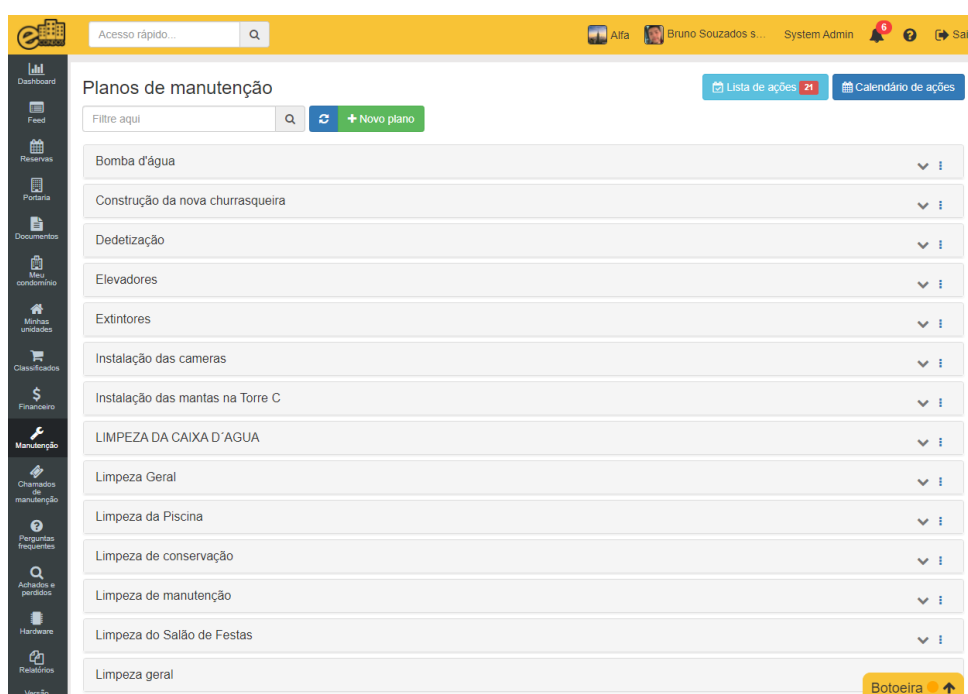 e
CONDOS
Acesso rápido...
Alfa
Bruno Souzados s...
System Admin
6
Sai
Dashboard
Feed
Reservas
Portaria
Documentos
Meu
condomínio
Minhas
unidades
Classificados
Financeiro
Manutenção
Chamados
de
manutenção
Perguntas
frequentes
Achados e
perdidos
Hardware
Relatórios
Versão
Planos de manutenção
Lista de ações 21
Calendário de ações
Filtre aqui
+ Novo plano
Bomba d'água
Construção da nova churrasqueira
Dedetização
Elevadores
Extintores
Instalação das cameras
Instalação das mantas na Torre C
LIMPEZA DA CAIXA D´AGUA
Limpeza Geral
Limpeza da Piscina
Limpeza de conservação
Limpeza de manutenção
Limpeza do Salão de Festas
Limpeza geral
Botoeira